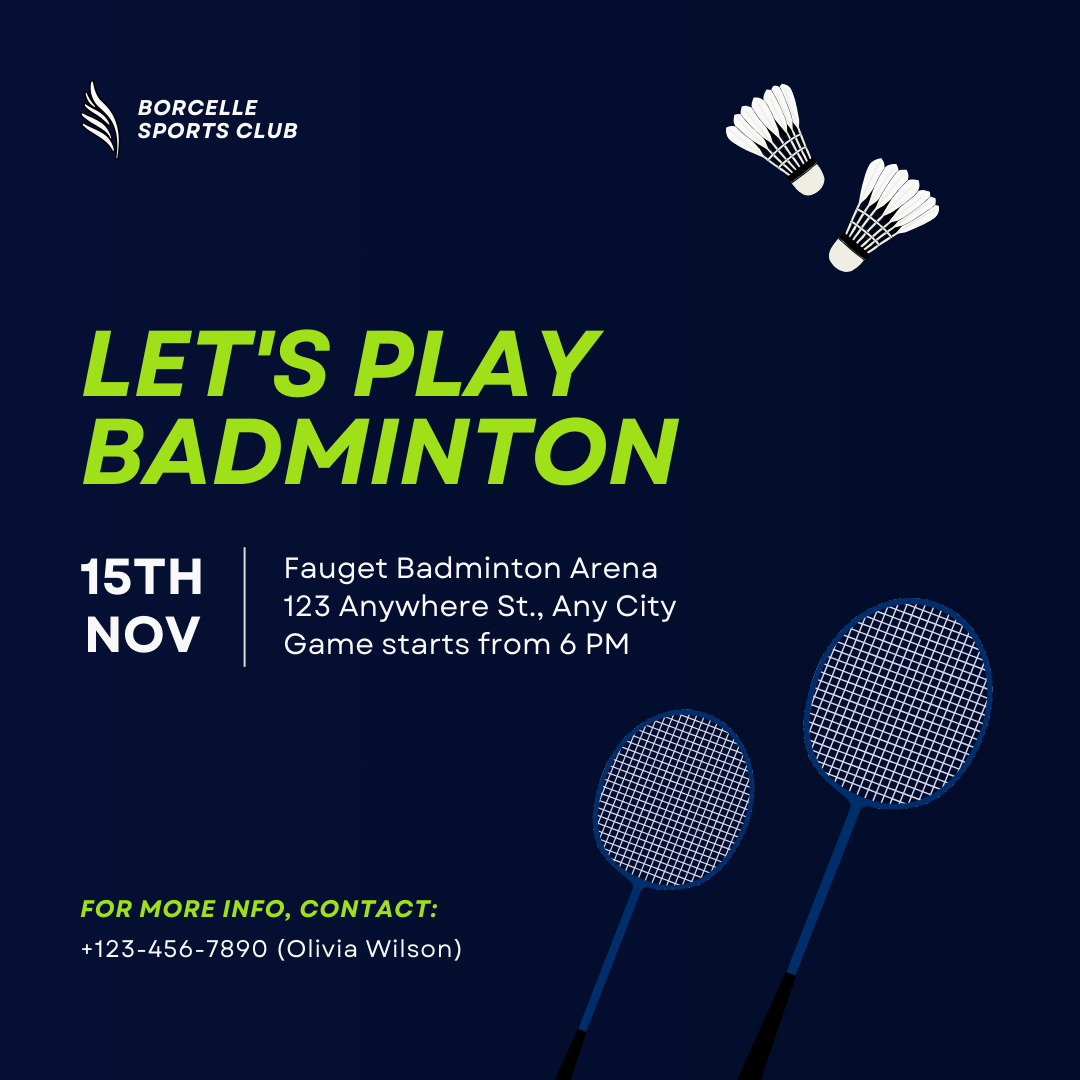 BORCELLE
SPORTS CLUB
LET'S PLAY
BADMINTON
15TH
NOV
Fauget Badminton Arena
123 Anywhere St., Any City
Game starts from 6 PM
FOR MORE INFO, CONTACT:
+123-456-7890 (Olivia Wilson)